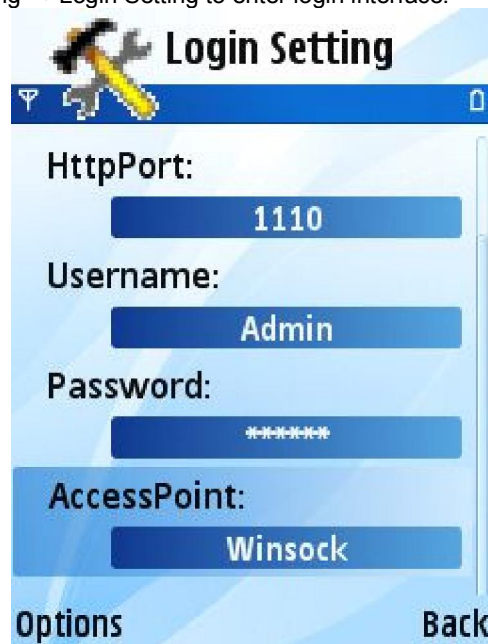 Login Setting to enter login interface.
Login Setting
HttpPort:
1110
Username:
Admin
Password:
******
AccessPoint:
Winsock
Options
Back